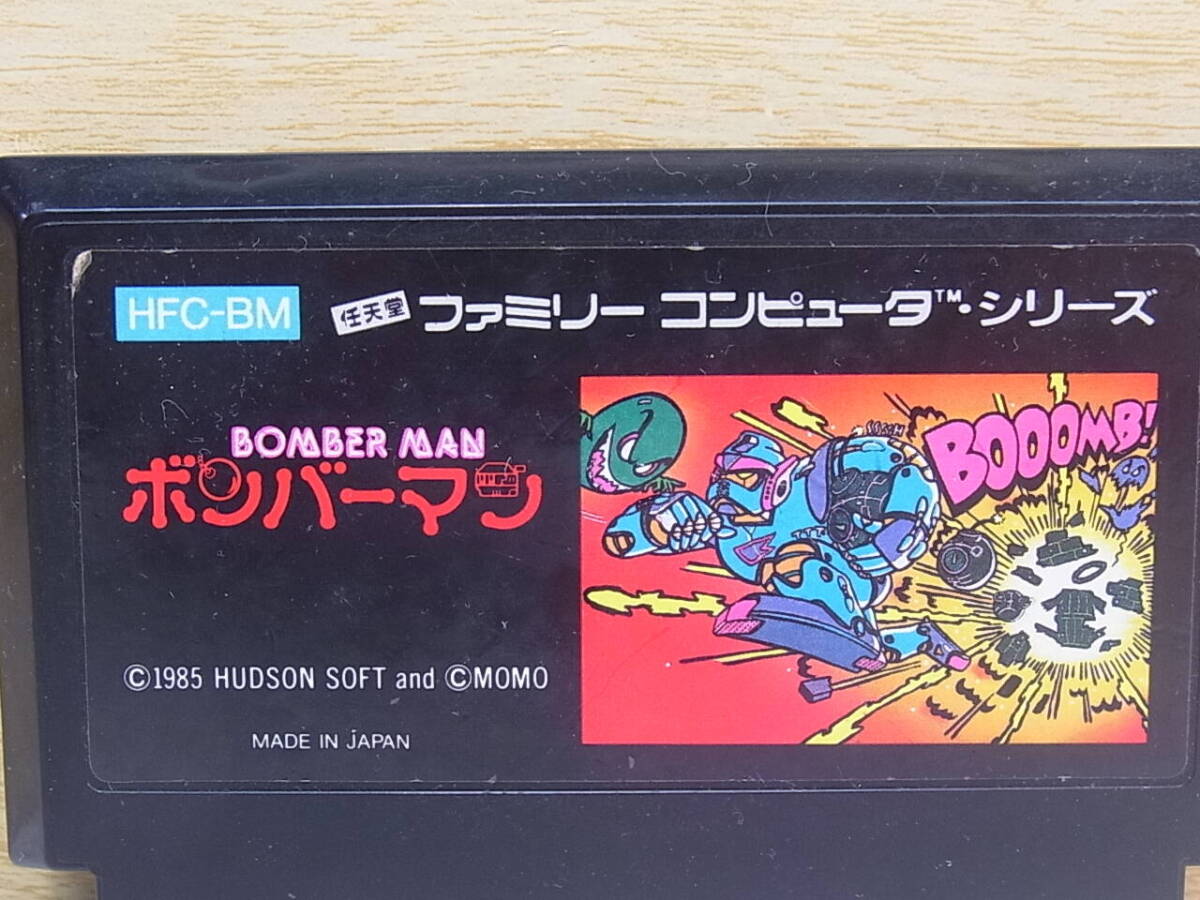 HFC-BM
任天堂 ファミリー コンピュータ™・シリーズ
BOMBER MAN
ボンバーマン
BOOOMB!
©1985 HUDSON SOFT and ©MOMO
MADE IN JAPAN